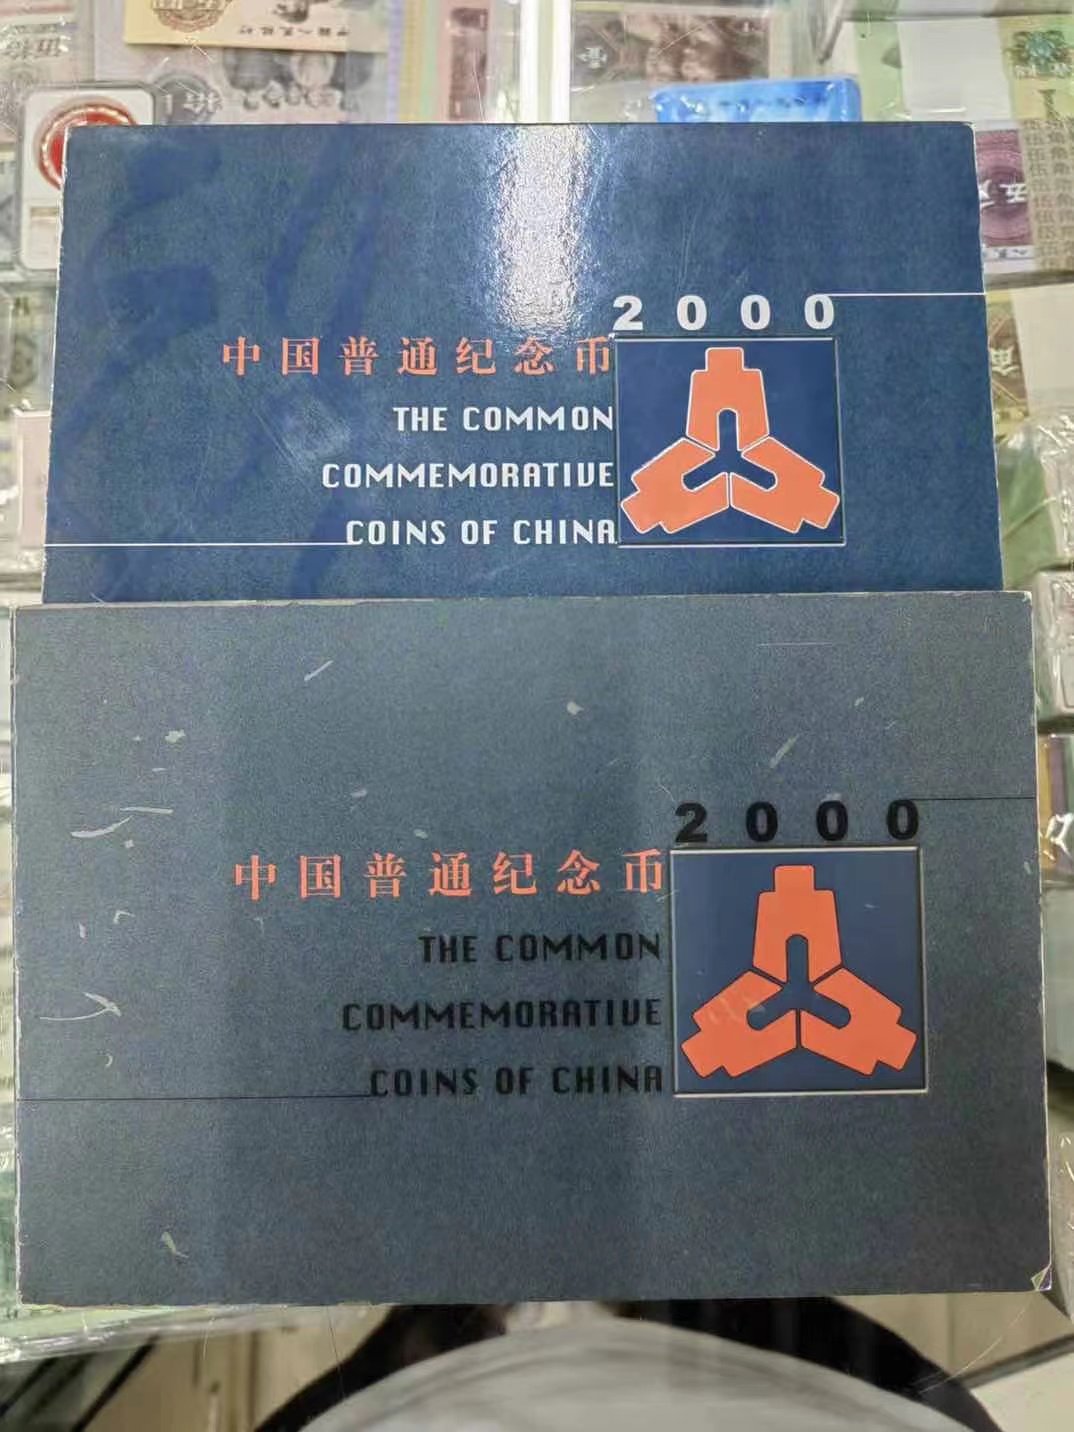 2000
中国普通纪念币
THE COMMON
COMMEMORATIVE
COINS OF CHINA
2000
中国普通纪念币
THE COMMON
COMMEMORATIVE
COINS OF CHINA